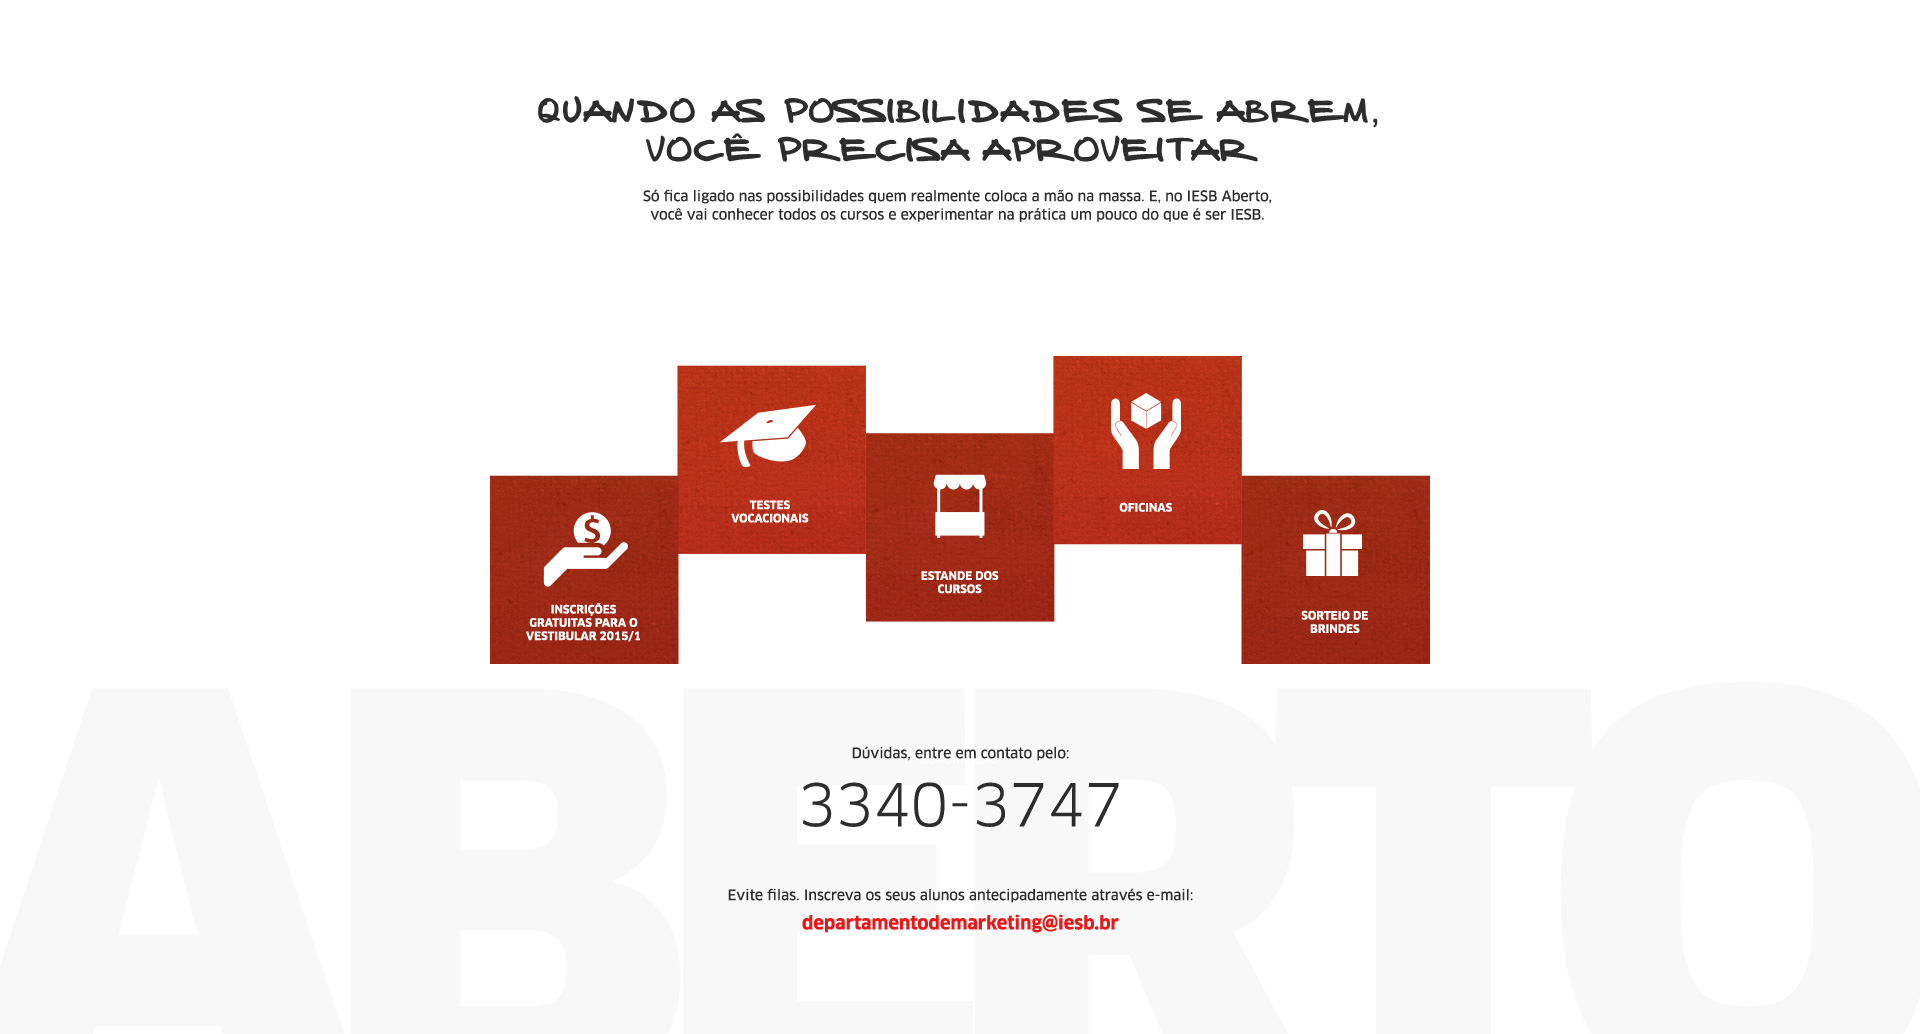 QUANDO AS POSSIBILIDADES SE ABREM,
VOCÊ PRECISA APROVEITAR
Só fica ligado nas possibilidades quem realmente coloca a mão na massa. E, no IESB Aberto,
você vai conhecer todos os cursos e experimentar na prática um pouco do que é ser IESB.
$
INSCRIÇÕES
GRATUITAS PARA O
VESTIBULAR 2015/1
TESTES
VOCACIONAIS
ESTANDE DOS
CURSOS
OFICINAS
SORTEIO DE
BRINDES
ABERTO
Dúvidas, entre em contato pelo:
3340-3747
Evite filas. Inscreva os seus alunos antecipadamente através e-mail:
departamentodemarketing@iesb.br